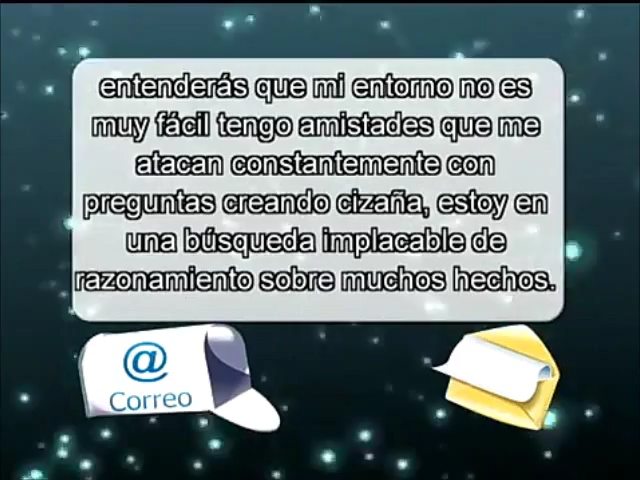 entenderás que mi entorno no es
muy fácil tengo amistades que me
atacan constantemente con
preguntas creando cizaña, estoy en
una búsqueda implacable de
razonamiento sobre muchos hechos.
@
Correo